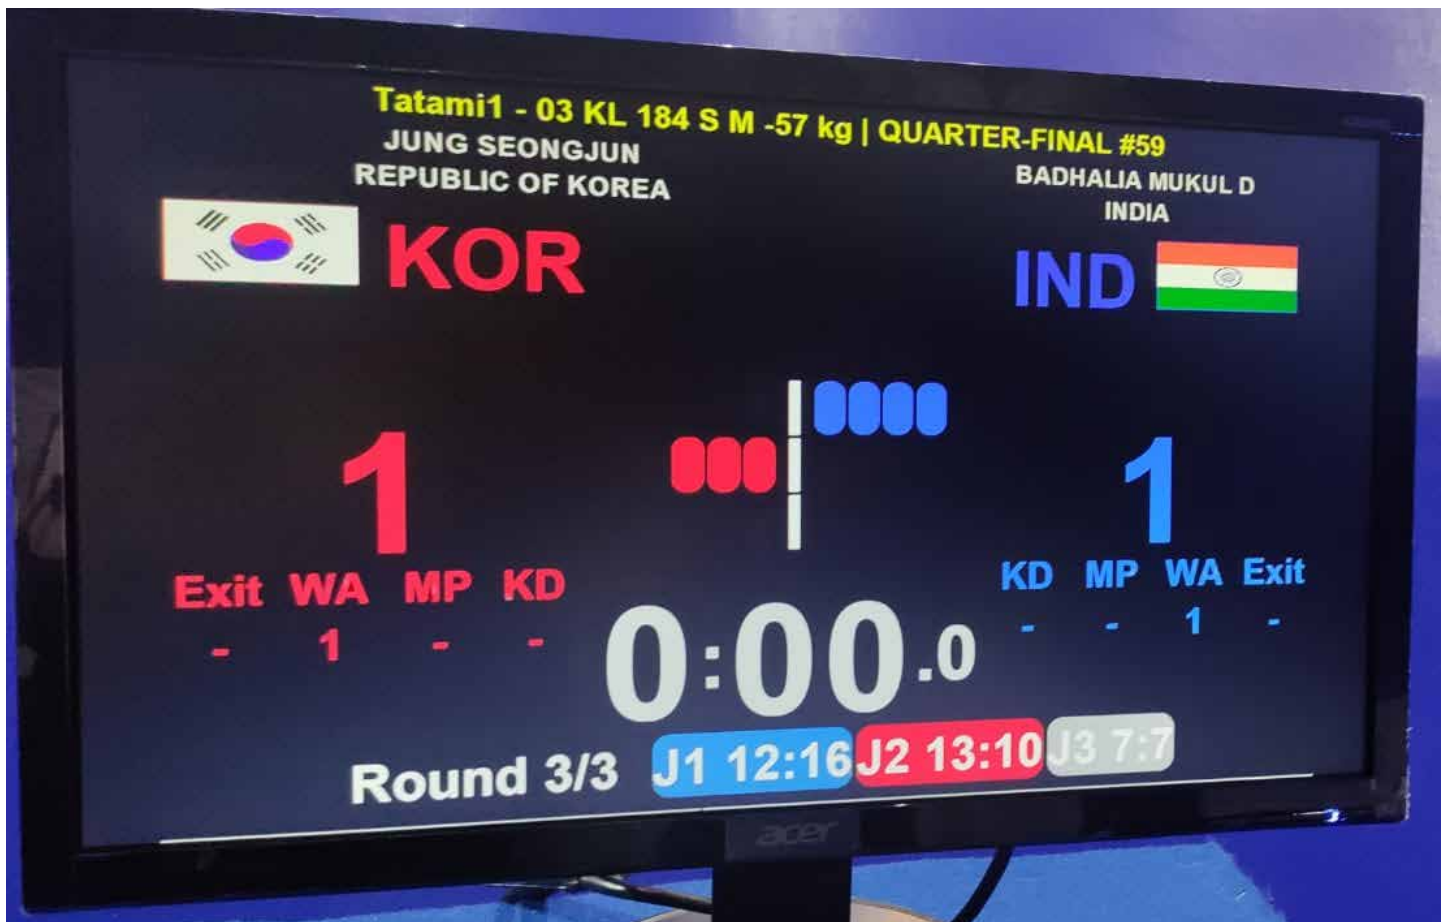 Tatami1 - 03 KL 184 S M -57 kg | QUARTER-FINAL #59
JUNG SEONGJUN
REPUBLIC OF KOREA
BADHALIA MUKUL D
INDIA
KOR
IND
1
1
Exit WA MP KD
- 1 - -
KD MP WA Exit
- - 1 -
0:00.0
Round 3/3 J1 12:16 J2 13:10 J3 7:7
acer